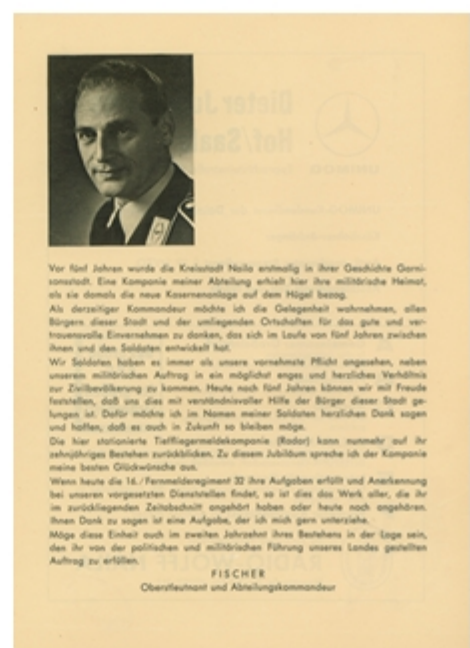 Vor fünf Jahren wurde die Kreisstadt Naila erstmalig in ihrer Geschichte Garni-
sonsstadt. Eine Kompanie meiner Abteilung erhielt hier ihre militärische Heimat,
als sie damals die neue Kasernenanlage auf dem Hügel bezog.
Als derzeitiger Kommandeur möchte ich die Gelegenheit wahrnehmen, allen
Bürgern dieser Stadt und der umliegenden Ortschaften für das gute und ver-
trauensvolle Einvernehmen zu danken, das sich im Laufe von fünf Jahren zwischen
ihnen und den Soldaten entwickelt hat.
Wir Soldaten haben es immer als unsere vornehmste Pflicht angesehen, neben
unserem militärischen Auftrag in ein möglichst enges und herzliches Verhältnis
zur Zivilbevölkerung zu kommen. Heute nach fünf Jahren können wir mit Freude
feststellen, daß uns dies mit verständnisvoller Hilfe der Bürger dieser Stadt ge-
lungen ist. Dafür möchte ich im Namen meiner Soldaten herzlichen Dank sagen
und hoffen, daß es auch in Zukunft so bleiben möge.
Die hier stationierte Tieffliegermeldekompanie (Radar) kann nunmehr auf ihr
zehnjähriges Bestehen zurückblicken. Zu diesem Jubiläum spreche ich der Kompanie
meine besten Glückwünsche aus.
Wenn heute die 16./Fernmelderegiment 32 ihre Aufgaben erfüllt und Anerkennung
bei unseren vorgesetzten Dienststellen findet, so ist dies das Werk aller, die ihr
im zurückliegenden Zeitabschnitt angehört haben oder heute noch angehören.
Ihnen Dank zu sagen ist eine Aufgabe, der ich mich gern unterziehe.
Möge diese Einheit auch im zweiten Jahrzehnt ihres Bestehens in der Lage sein,
den ihr von der politischen und militärischen Führung unseres Landes gestellten
Auftrag zu erfüllen.
FISCHER
Oberstleutnant und Abteilungskommandeur